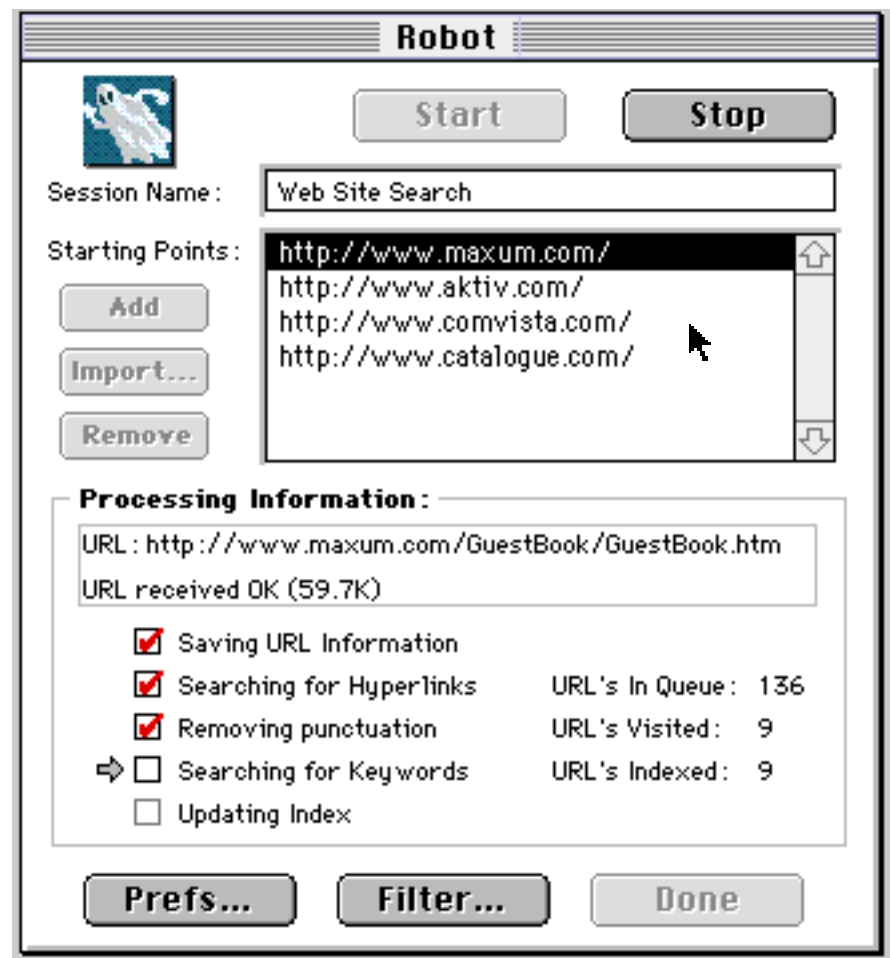 Robot
Start Stop
Session Name: Web Site Search
Starting Points: http://www.maxum.com/
http://www.aktiv.com/
Add
http://www.comvista.com/
http://www.catalogue.com/
Import...
Remove
Processing Information:
URL: http://www.maxum.com/GuestBook/GuestBook.htm
URL received OK (59.7K)
Saving URL Information
Searching for Hyperlinks URL's In Queue: 136
Removing punctuation URL's Visited: 9
Searching for Keywords URL's Indexed: 9
Updating Index
Prefs... Filter... Done